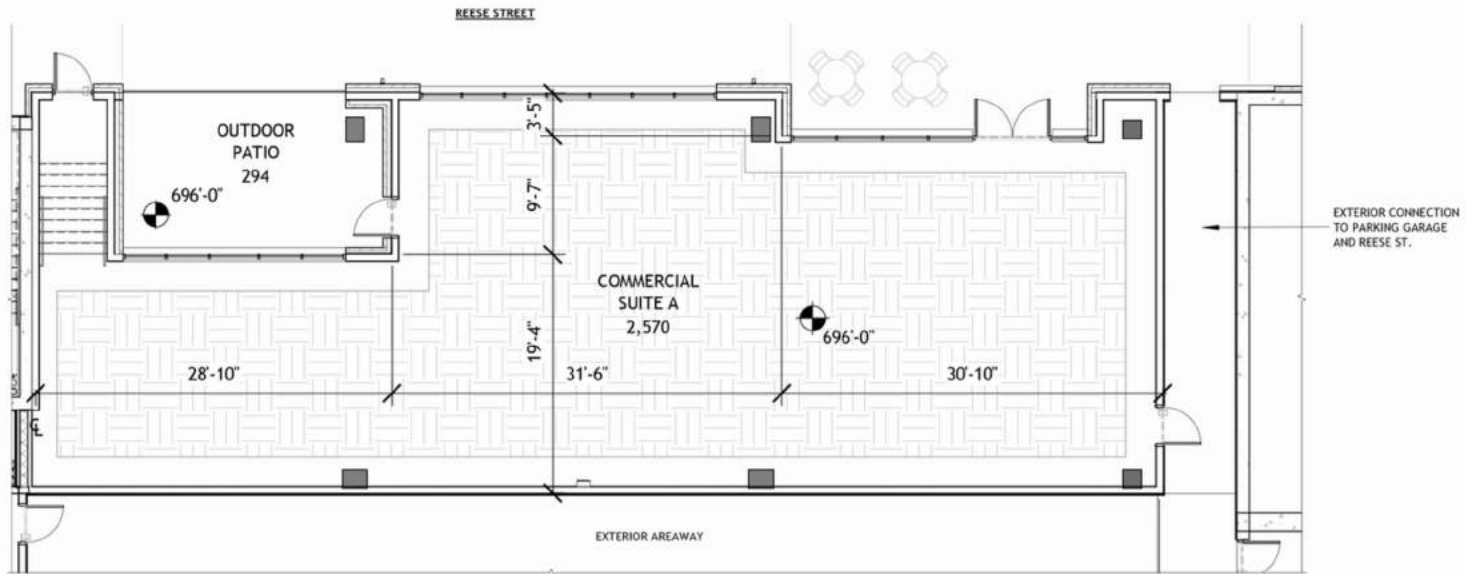 REESE STREET
OUTDOOR
PATIO
294
696'-0"
3'-5"
9'-7"
19'-4"
COMMERCIAL
SUITE A
2,570
696'-0"
28'-10"
31'-6"
30'-10"
EXTERIOR CONNECTION
TO PARKING GARAGE
AND REESE ST.
EXTERIOR AREAWAY